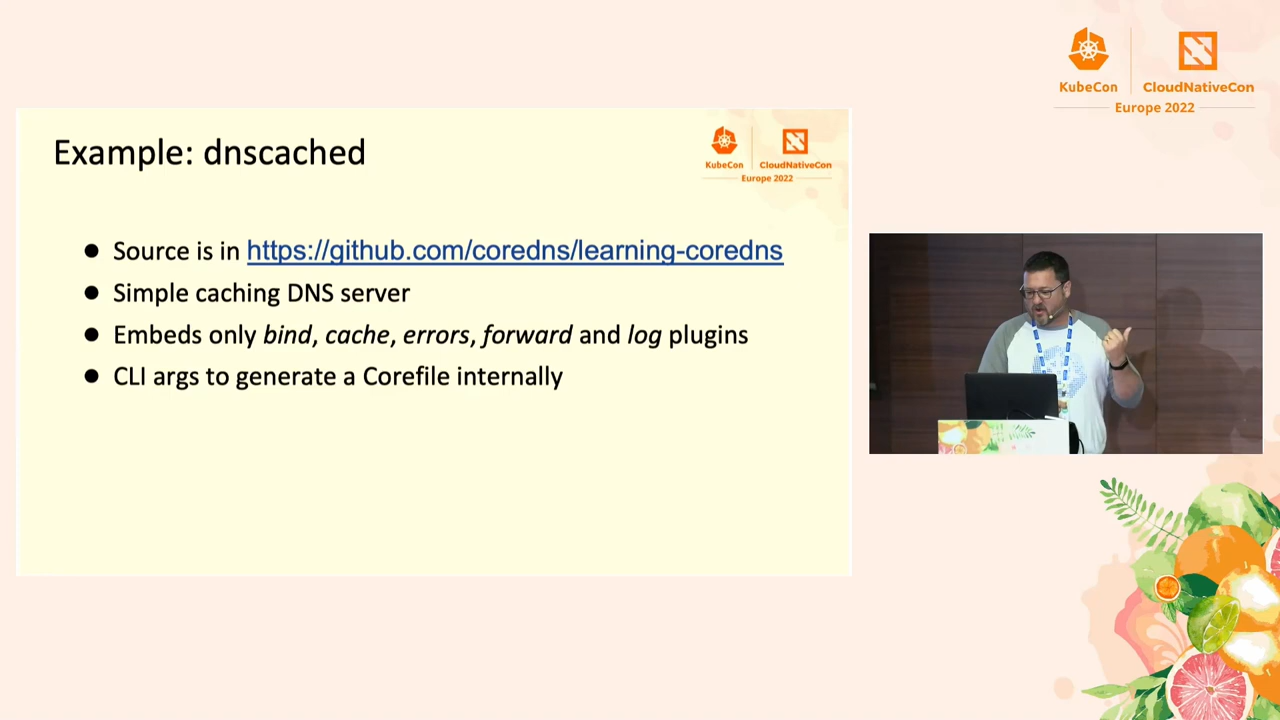 KubeCon
CloudNativeCon
Europe 2022
Example: dnscached
KubeCon
CloudNativeCon
Europe 2022
● Source is in https://github.com/coredns/learning-coredns
● Simple caching DNS server
● Embeds only bind, cache, errors, forward and log plugins
● CLI args to generate a Corefile internally